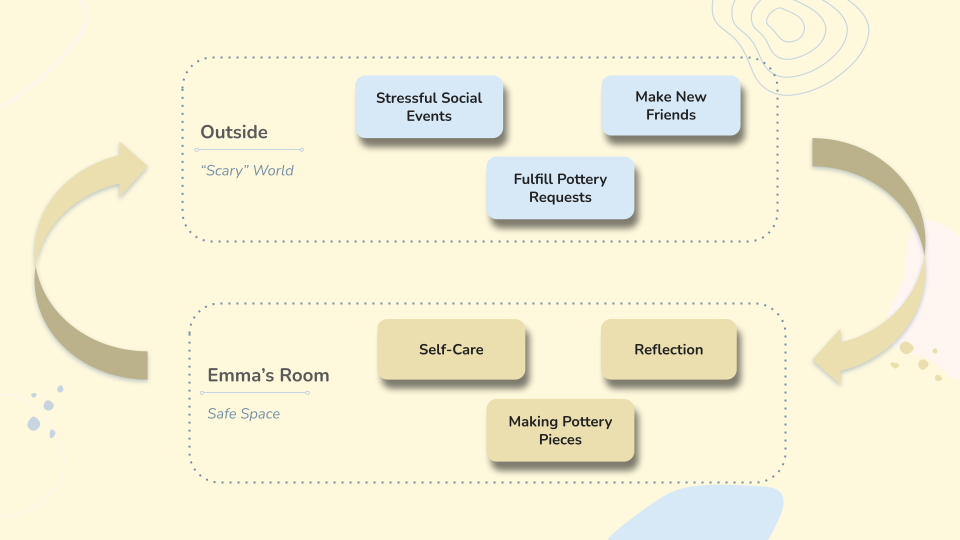 Stressful Social
Events
Make New
Friends
Outside
“Scary” World
Fulfill Pottery
Requests
Self-Care
Reflection
Emma’s Room
Safe Space
Making Pottery
Pieces